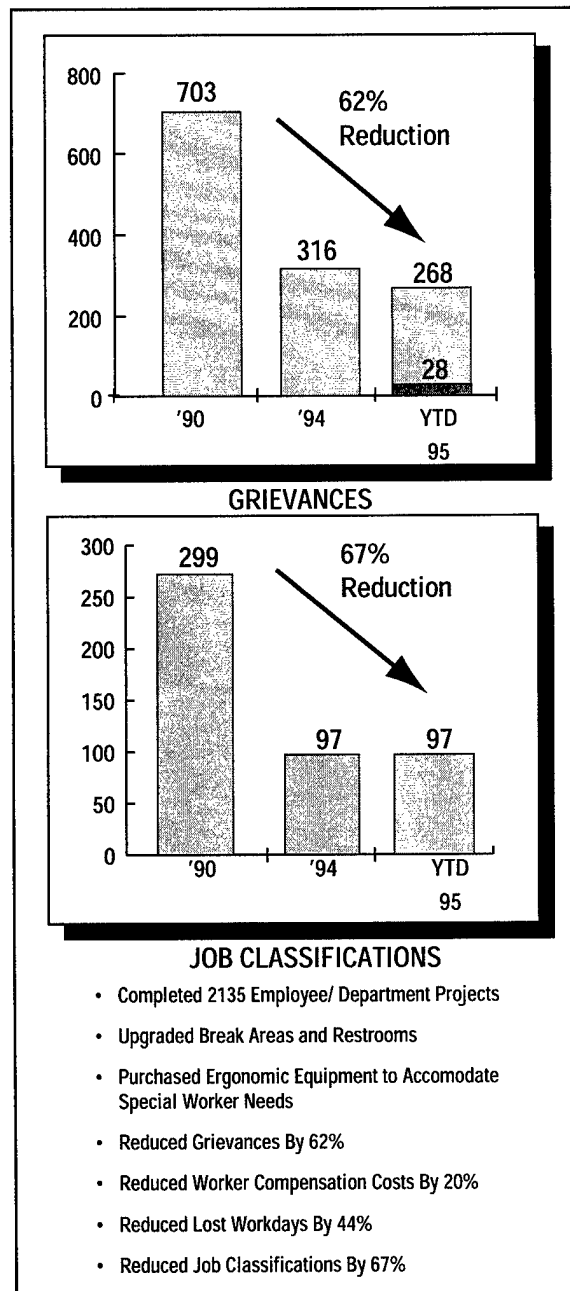 800
703
62%
Reduction
600
400
316
268
200
28
0
'90
'94
YTD
95
GRIEVANCES
300
299
67%
Reduction
250
200
150
100
97
97
50
0
'90
'94
YTD
95
JOB CLASSIFICATIONS
• Completed 2135 Employee/ Department Projects
• Upgraded Break Areas and Restrooms
• Purchased Ergonomic Equipment to Accomodate
Special Worker Needs
• Reduced Grievances By 62%
• Reduced Worker Compensation Costs By 20%
• Reduced Lost Workdays By 44%
• Reduced Job Classifications By 67%